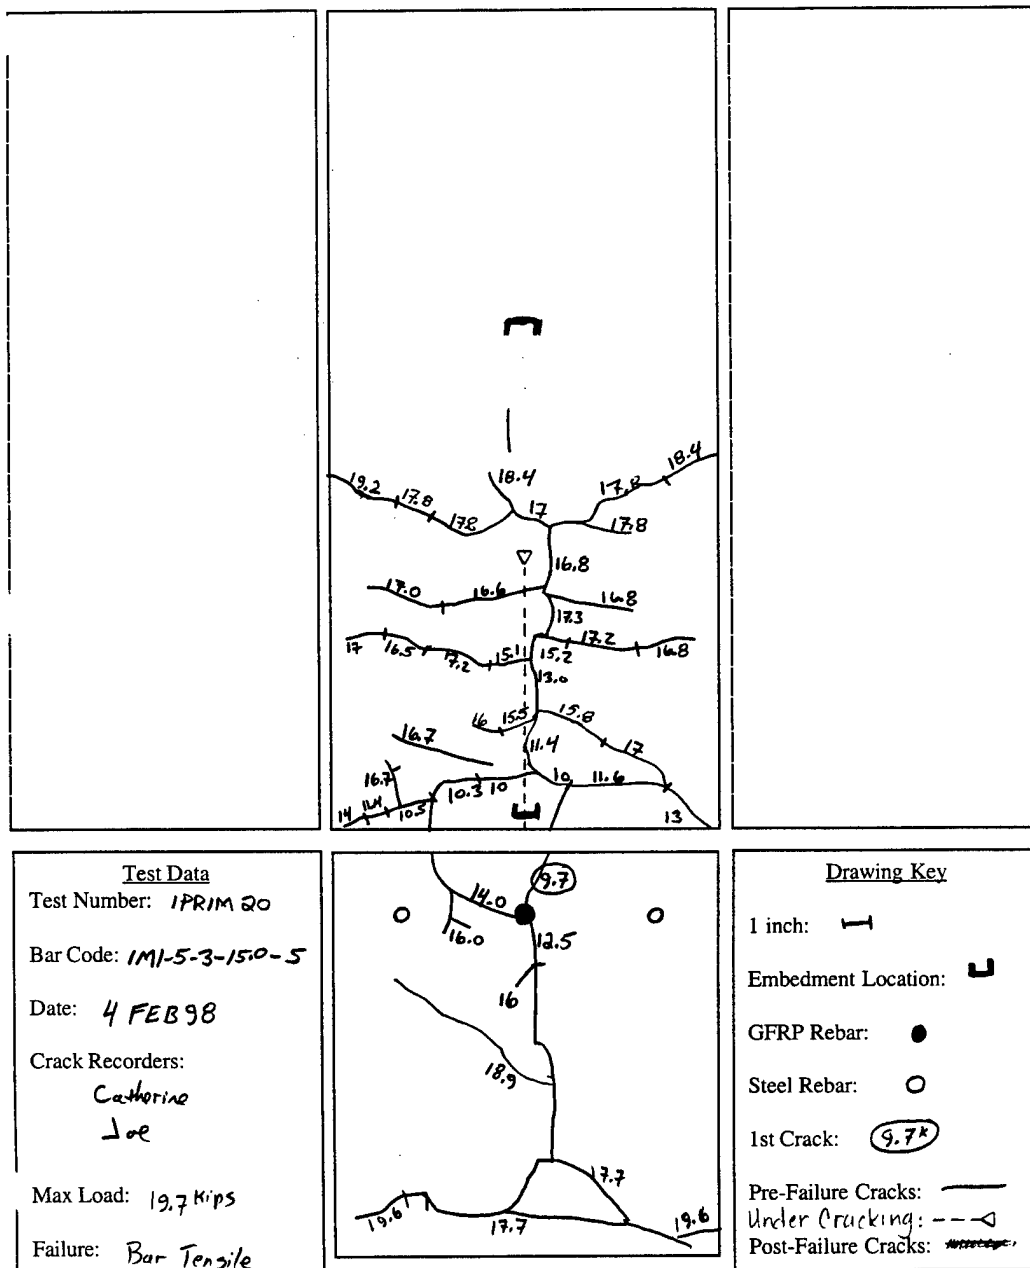 18.4
18.4
19.2
17.8
17.8
17.8
17
17.8
16.8
17.0
16.6
16.8
17.3
17
16.5
17.2
15.1
15.2
17.2
16.8
13.0
16
15.5
15.8
16.7
11.4
17
16.7
10.3
10
10
11.6
14
11.4
10.5
13
Test Data
Test Number: 1PRIM20
Bar Code: 1M1-5-3-15.0-5
Date: 4 FEB 98
Crack Recorders:
Catherine
Joe
Max Load: 19.7 Kips
Failure: Bar Tensile
9.7
14.0
16.0
12.5
16
18.9
17.7
19.6
17.7
19.6
Drawing Key
1 inch:
Embedment Location:
GFRP Rebar:
Steel Rebar:
1st Crack: 9.7k
Pre-Failure Cracks:
Under Cracking:
Post-Failure Cracks: